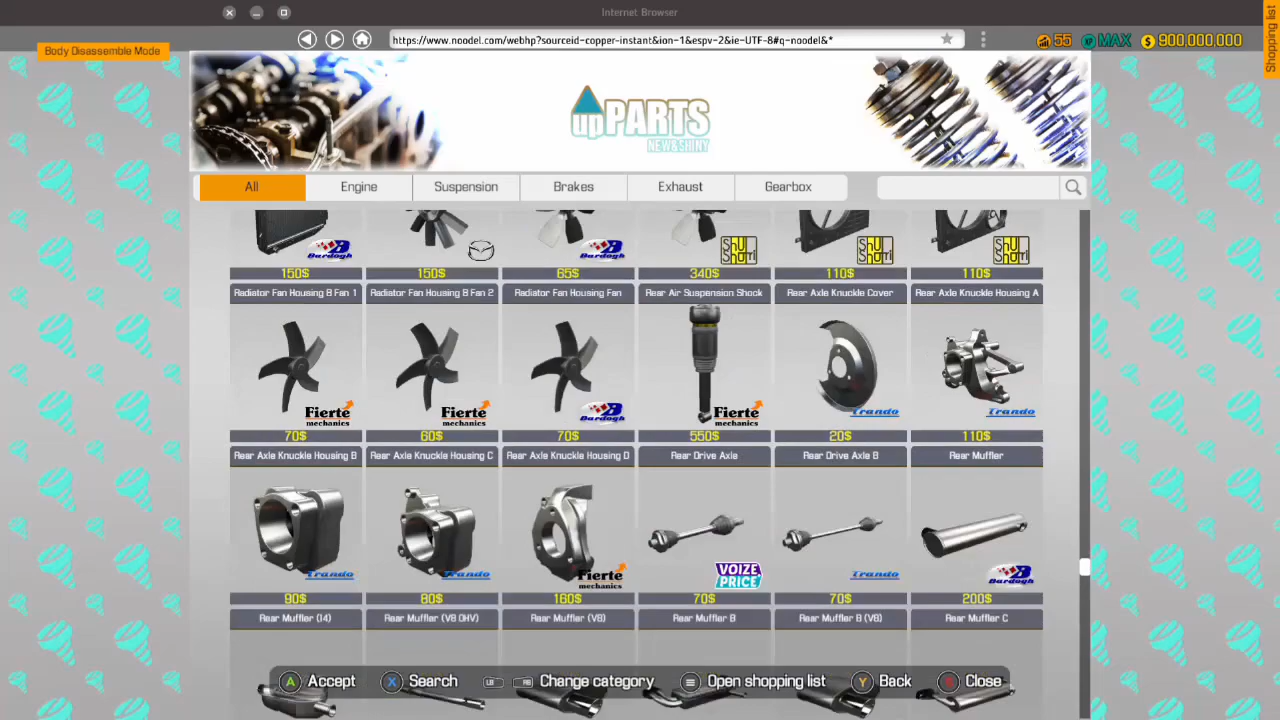 Internet Browser
Shopping list
https://www.noodel.com/webhp?sourceid-copper-instant&ion-1&espv-2&ie-UTF-8#q-noodel&*
55
MAX
$ 900,000,000
Body Disassemble Mode
upPARTS
NEW&SHINY
All
Engine
Suspension
Brakes
Exhaust
Gearbox
Bardogh
Bardogh
150$
150$
65$
340$
110$
110$
Radiator Fan Housing B Fan 1
Radiator Fan Housing B Fan 2
Radiator Fan Housing Fan
Rear Air Suspension Shock
Rear Axle Knuckle Cover
Rear Axle Knuckle Housing A
Fierte mechanics
Fierte mechanics
Bardogh
Fierte mechanics
Trando
Trando
70$
60$
70$
550$
20$
110$
Rear Axle Knuckle Housing B
Rear Axle Knuckle Housing C
Rear Axle Knuckle Housing D
Rear Drive Axle
Rear Drive Axle B
Rear Muffler
Trando
Trando
Fierte mechanics
VOIZE PRICE
Trando
Bardogh
90$
80$
160$
70$
70$
200$
Rear Muffler (I4)
Rear Muffler (V8 OHV)
Rear Muffler (V6)
Rear Muffler B
Rear Muffler B (V6)
Rear Muffler C
A Accept
X Search
LB RB Change category
Open shopping list
Y Back
B Close